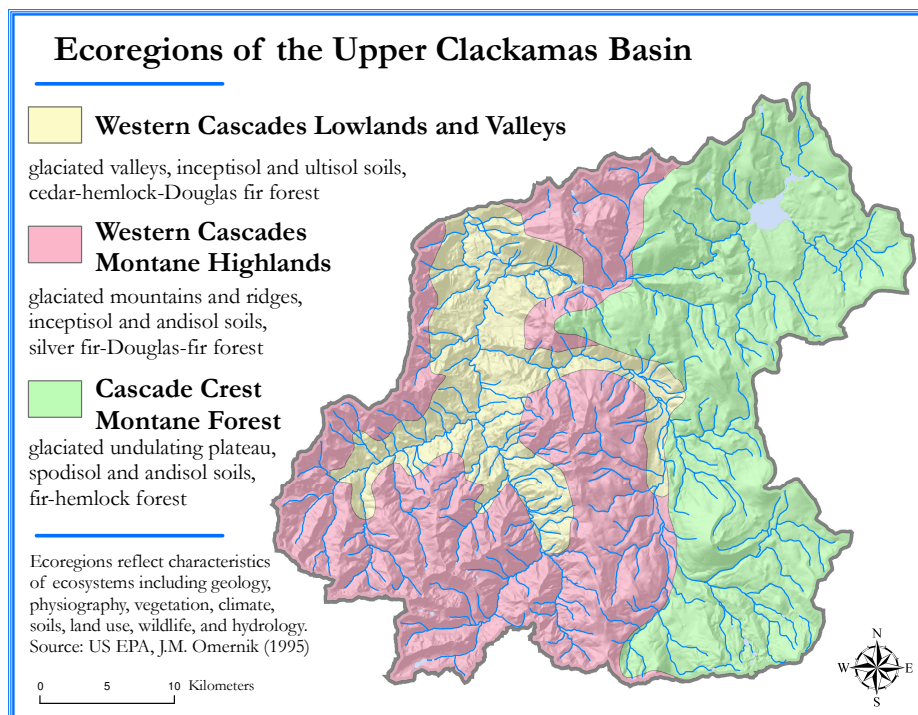 Ecoregions of the Upper Clackamas Basin
Western Cascades Lowlands and Valleys
glaciated valleys, inceptisol and ultisol soils,
cedar-hemlock-Douglas fir forest
Western Cascades
Montane Highlands
glaciated mountains and ridges,
inceptisol and andisol soils,
silver fir-Douglas-fir forest
Cascade Crest
Montane Forest
glaciated undulating plateau,
spodisol and andisol soils,
fir-hemlock forest
Ecoregions reflect characteristics
of ecosystems including geology,
physiography, vegetation, climate,
soils, land use, wildlife, and hydrology.
Source: US EPA, J.M. Omernik (1995)
0 5 10 Kilometers
N
W E
S